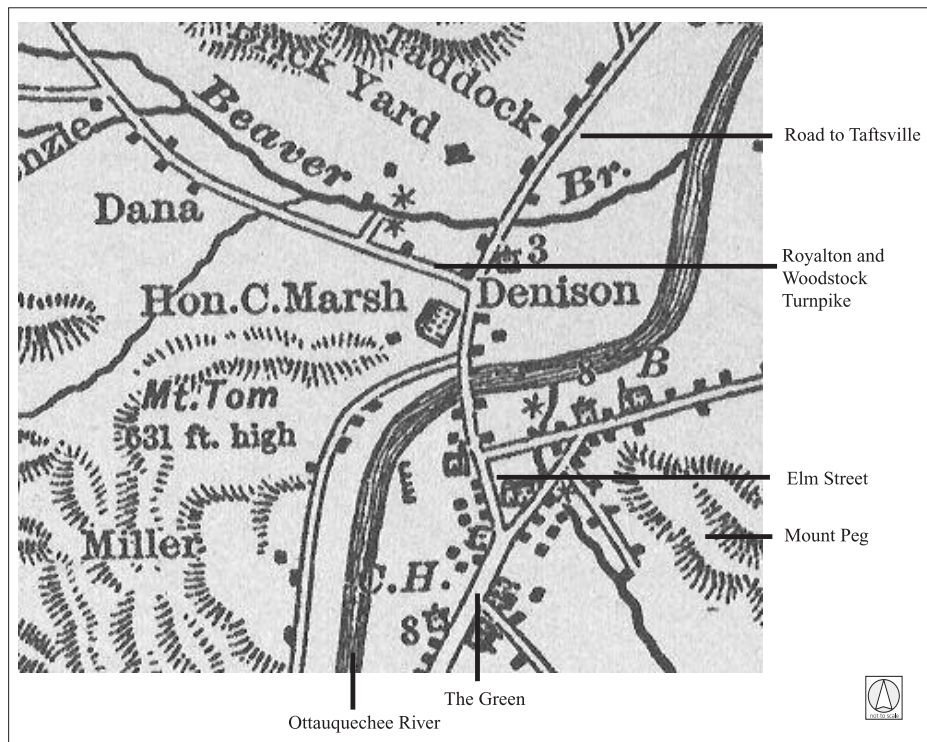 Brick Yard
Paddock
Beaver
Br.
Road to Taftsville
Dana
3
Royalton and
Woodstock
Turnpike
Hon. C. Marsh
Denison
Mt. Tom
631 ft. high
8
B
Elm Street
Mount Peg
Miller
C. H.
8
The Green
Ottauquechee River
not to scale